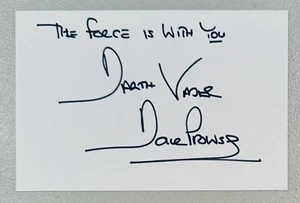 THE FORCE IS WITH YOU
DARTH VADER
Dave Prowse